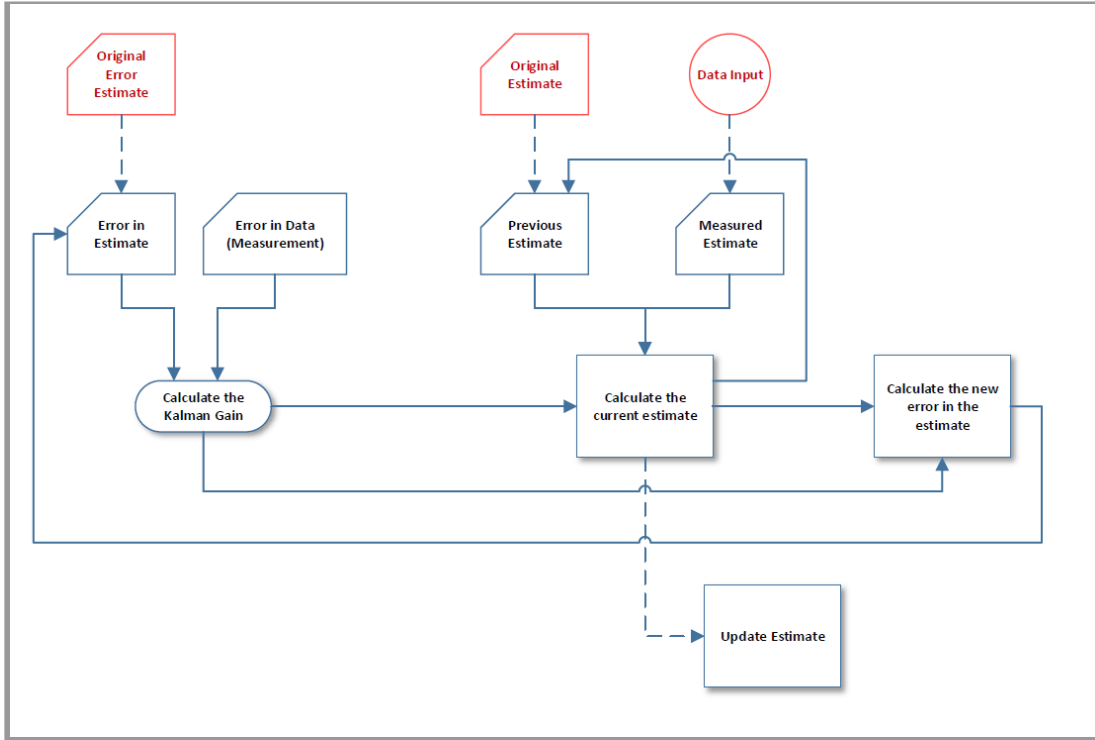 Original
Error
Estimate
Original
Estimate
Data Input
Error in
Estimate
Error in Data
(Measurement)
Previous
Estimate
Measured
Estimate
Calculate the
Kalman Gain
Calculate the
current estimate
Calculate the new
error in the
estimate
Update Estimate